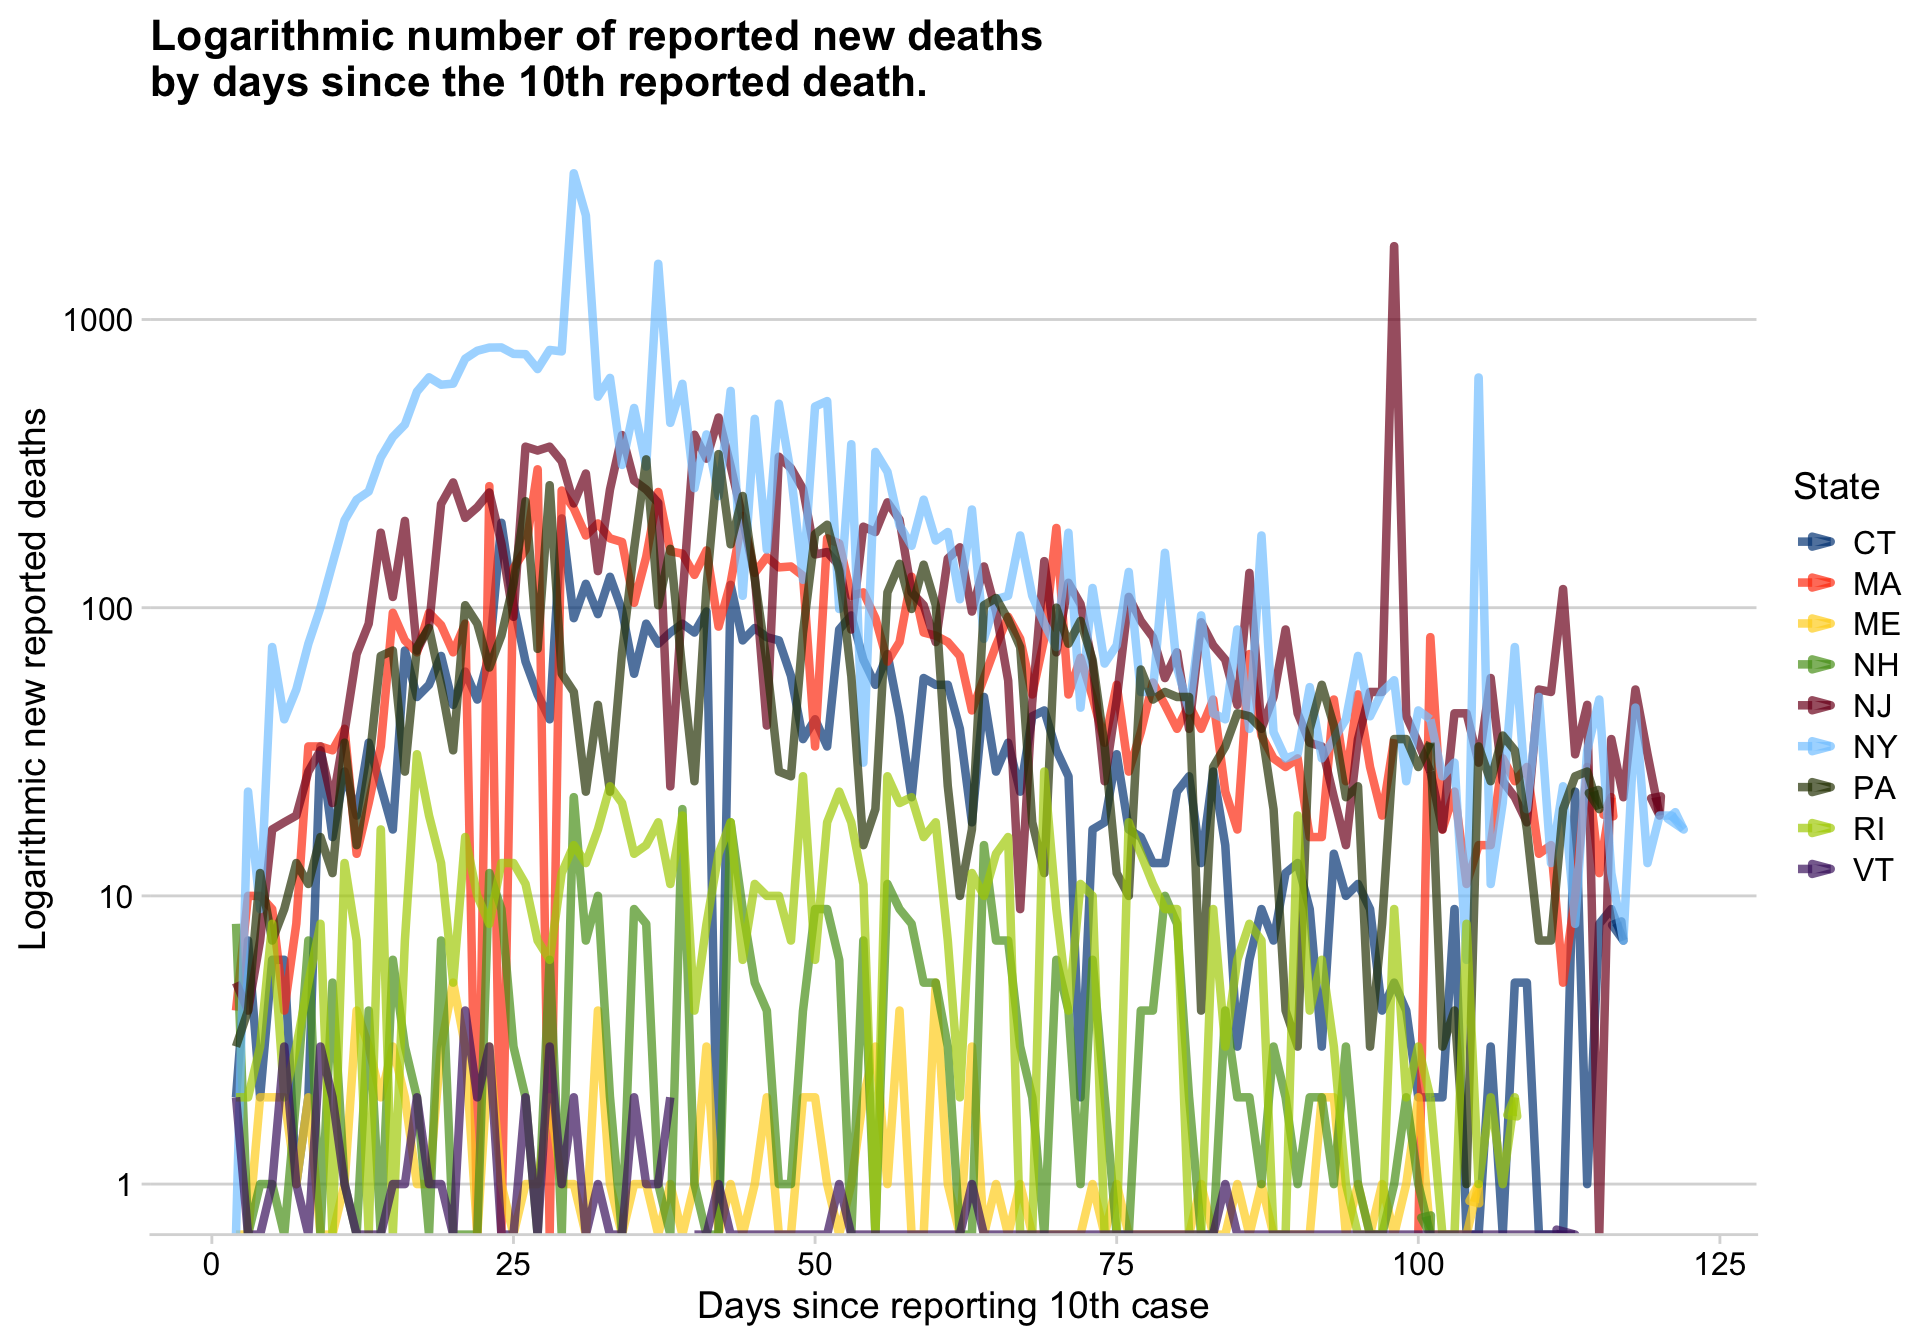 Logarithmic number of reported new deaths
by days since the 10th reported death.
Logarithmic new reported deaths
1000
100
10
1
0 25 50 75 100 125
Days since reporting 10th case
State
CT
MA
ME
NH
NJ
NY
PA
RI
VT